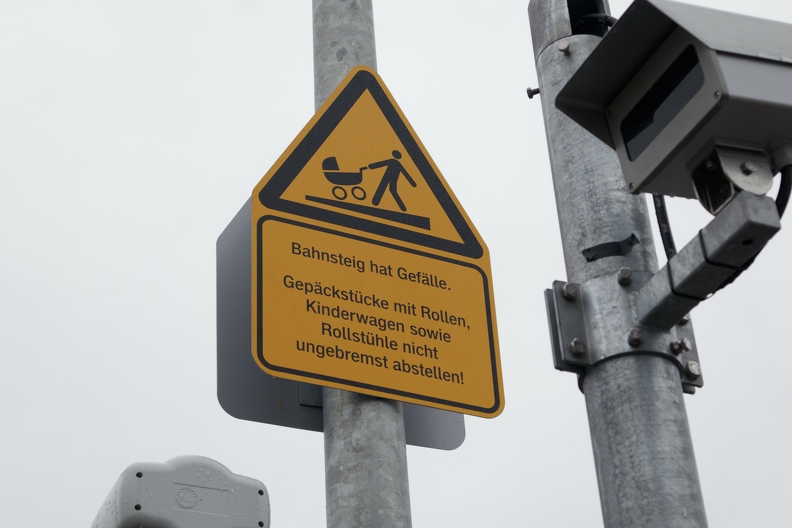 Bahnsteig hat Gefälle.
Gepäckstücke mit Rollen,
Kinderwagen sowie
Rollstühle nicht
ungebremst abstellen!